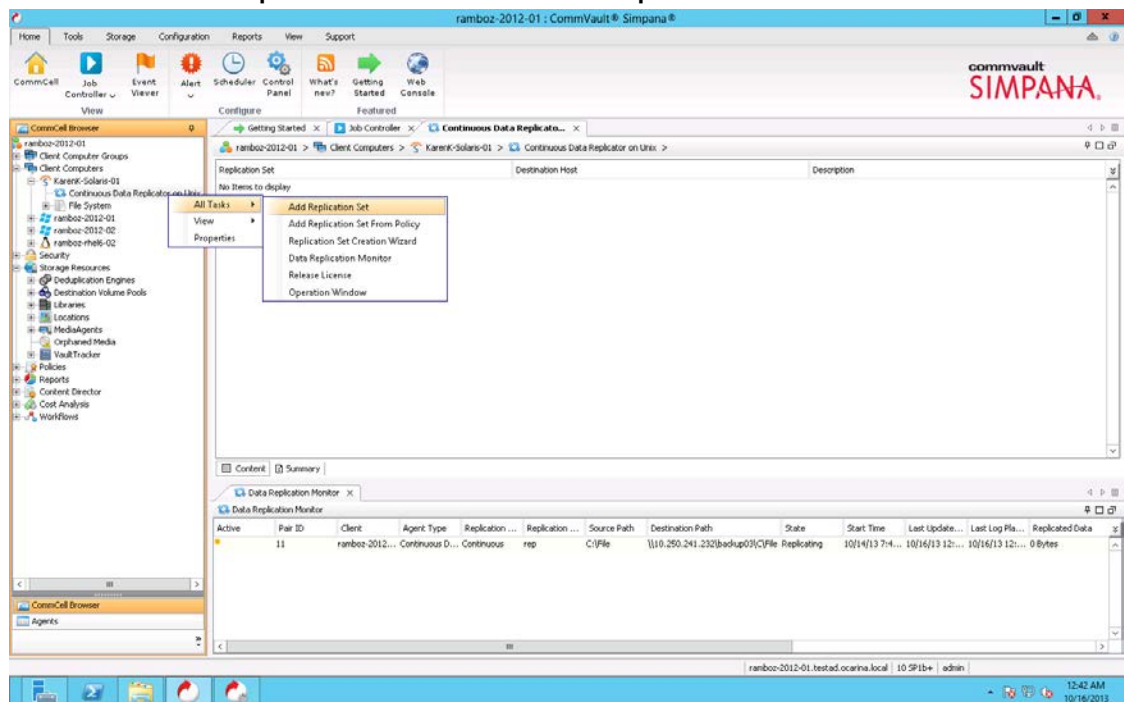 ramboz-2012-01 : CommVault® Simpana®
Home Tools Storage Configuration Reports View Support
CommCell Job Controller Event Viewer Alert Scheduler Control Panel What's new? Getting Started Web Console
View Configure Featured
commvault
SIMPANA®
CommCell Browser
Getting Started Job Controller Continuous Data Replicato...
ramboz-2012-01 > Client Computers > KarenK-Solaris-01 > Continuous Data Replicator on Unix >
ramboz-2012-01
Client Computer Groups
Client Computers
KarenK-Solaris-01
Continuous Data Replicator on Unix
File System
ramboz-2012-01
ramboz-2012-02
ramboz-rhel6-02
Security
Storage Resources
Deduplication Engines
Destination Volume Pools
Libraries
Locations
MediaAgents
Orphaned Media
VaultTracker
Policies
Reports
Content Director
Cost Analysis
Workflows
CommCell Browser
Agents
Replication Set Destination Host Description
No Items to display
All Tasks
View
Properties
Add Replication Set
Add Replication Set From Policy
Replication Set Creation Wizard
Data Replication Monitor
Release License
Operation Window
Content Summary
Data Replication Monitor
Data Replication Monitor
Active Pair ID Client Agent Type Replication ... Replication ... Source Path Destination Path State Start Time Last Update... Last Log Pla... Replicated Data
11 ramboz-2012... Continuous D... Continuous rep C:\File \\10.250.241.232\backup03\C\File Replicating 10/14/13 7:4... 10/16/13 12:... 10/16/13 12:... 0 Bytes
ramboz-2012-01.testad.ocarina.local 10 SP1b+ admin
12:42 AM
10/16/2013